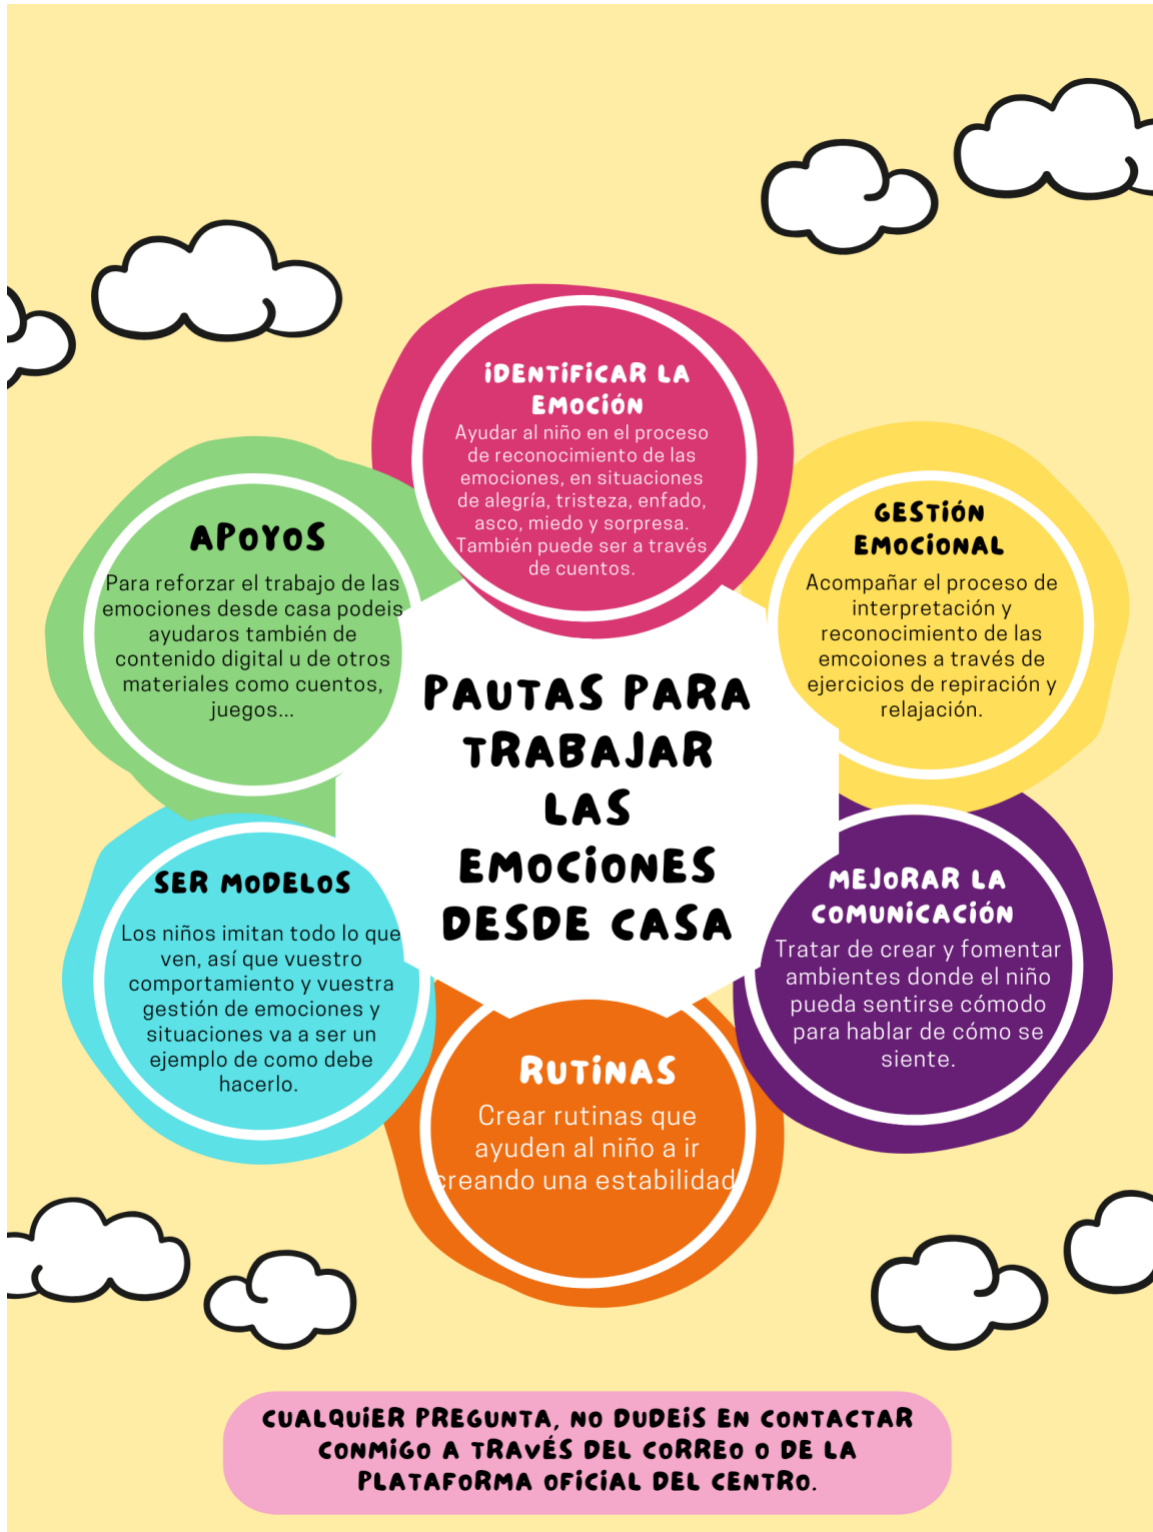 iDENTiFiCAR LA
EMOCiÓN
Ayudar al niño en el proceso
de reconocimiento de las
emociones, en situaciones
de alegría, tristeza, enfado,
asco, miedo y sorpresa.
También puede ser a través
de cuentos.
GESTiÓN
EMOCiONAL
Acompañar el proceso de
interpretación y
reconocimiento de las
emcoiones a través de
ejercicios de repiración y
relajación.
APOYOS
Para reforzar el trabajo de las
emociones desde casa podeis
ayudaros también de
contenido digital u de otros
materiales como cuentos,
juegos...
PAUTAS PARA
TRABAJAR
LAS
EMOCiONES
DESDE CASA
SER MODELOS
Los niños imitan todo lo que
ven, así que vuestro
comportamiento y vuestra
gestión de emociones y
situaciones va a ser un
ejemplo de como debe
hacerlo.
MEJORAR LA
COMUNiCACiÓN
Tratar de crear y fomentar
ambientes donde el niño
pueda sentirse cómodo
para hablar de cómo se
siente.
RUTiNAS
Crear rutinas que
ayuden al niño a ir
creando una estabilidad
CUALQUiER PREGUNTA, NO DUDEiS EN CONTACTAR
CONMiGO A TRAVÉS DEL CORREO O DE LA
PLATAFORMA OFiCiAL DEL CENTRO.